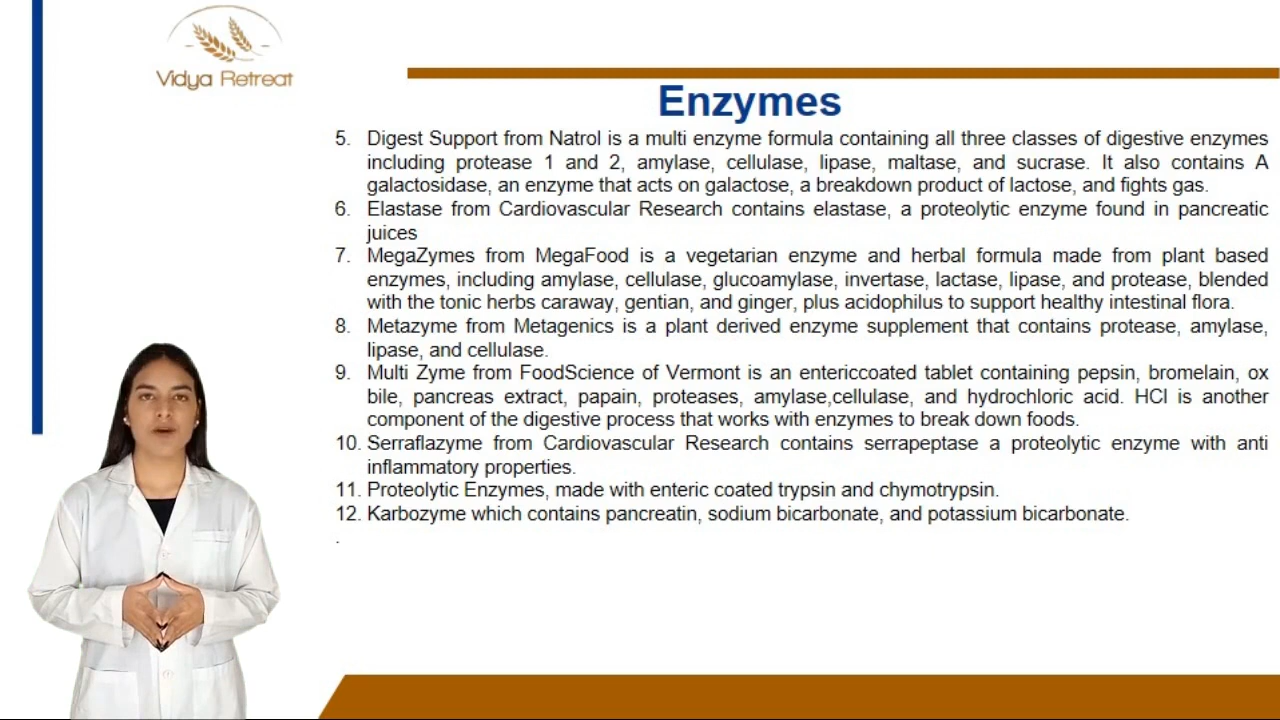 Vidya Retreat
Enzymes
5. Digest Support from Natrol is a multi enzyme formula containing all three classes of digestive enzymes
including protease 1 and 2, amylase, cellulase, lipase, maltase, and sucrase. It also contains A
galactosidase, an enzyme that acts on galactose, a breakdown product of lactose, and fights gas.
6. Elastase from Cardiovascular Research contains elastase, a proteolytic enzyme found in pancreatic
juices
7. MegaZymes from MegaFood is a vegetarian enzyme and herbal formula made from plant based
enzymes, including amylase, cellulase, glucoamylase, invertase, lactase, lipase, and protease, blended
with the tonic herbs caraway, gentian, and ginger, plus acidophilus to support healthy intestinal flora.
8. Metazyme from Metagenics is a plant derived enzyme supplement that contains protease, amylase,
lipase, and cellulase.
9. Multi Zyme from FoodScience of Vermont is an entericcoated tablet containing pepsin, bromelain, ox
bile, pancreas extract, papain, proteases, amylase,cellulase, and hydrochloric acid. HCl is another
component of the digestive process that works with enzymes to break down foods.
10. Serraflazyme from Cardiovascular Research contains serrapeptase a proteolytic enzyme with anti
inflammatory properties.
11. Proteolytic Enzymes, made with enteric coated trypsin and chymotrypsin.
12. Karbozyme which contains pancreatin, sodium bicarbonate, and potassium bicarbonate.
.